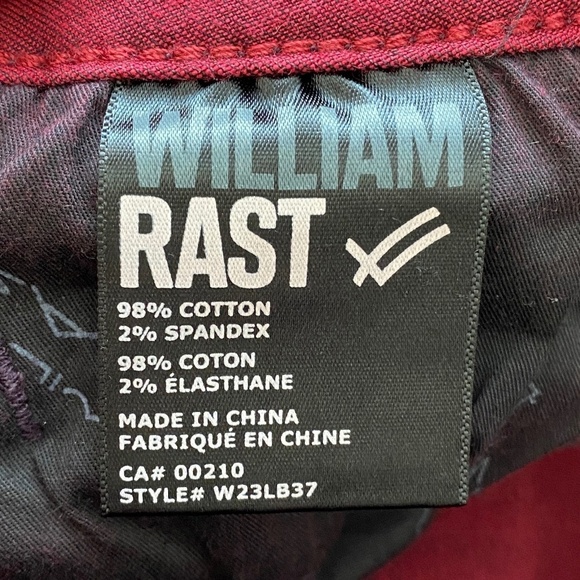 WILLIAM
RAST
98% COTTON
2% SPANDEX
98% COTON
2% ÉLASTHANE
MADE IN CHINA
FABRIQUÉ EN CHINE
CA# 00210
STYLE# W23LB37